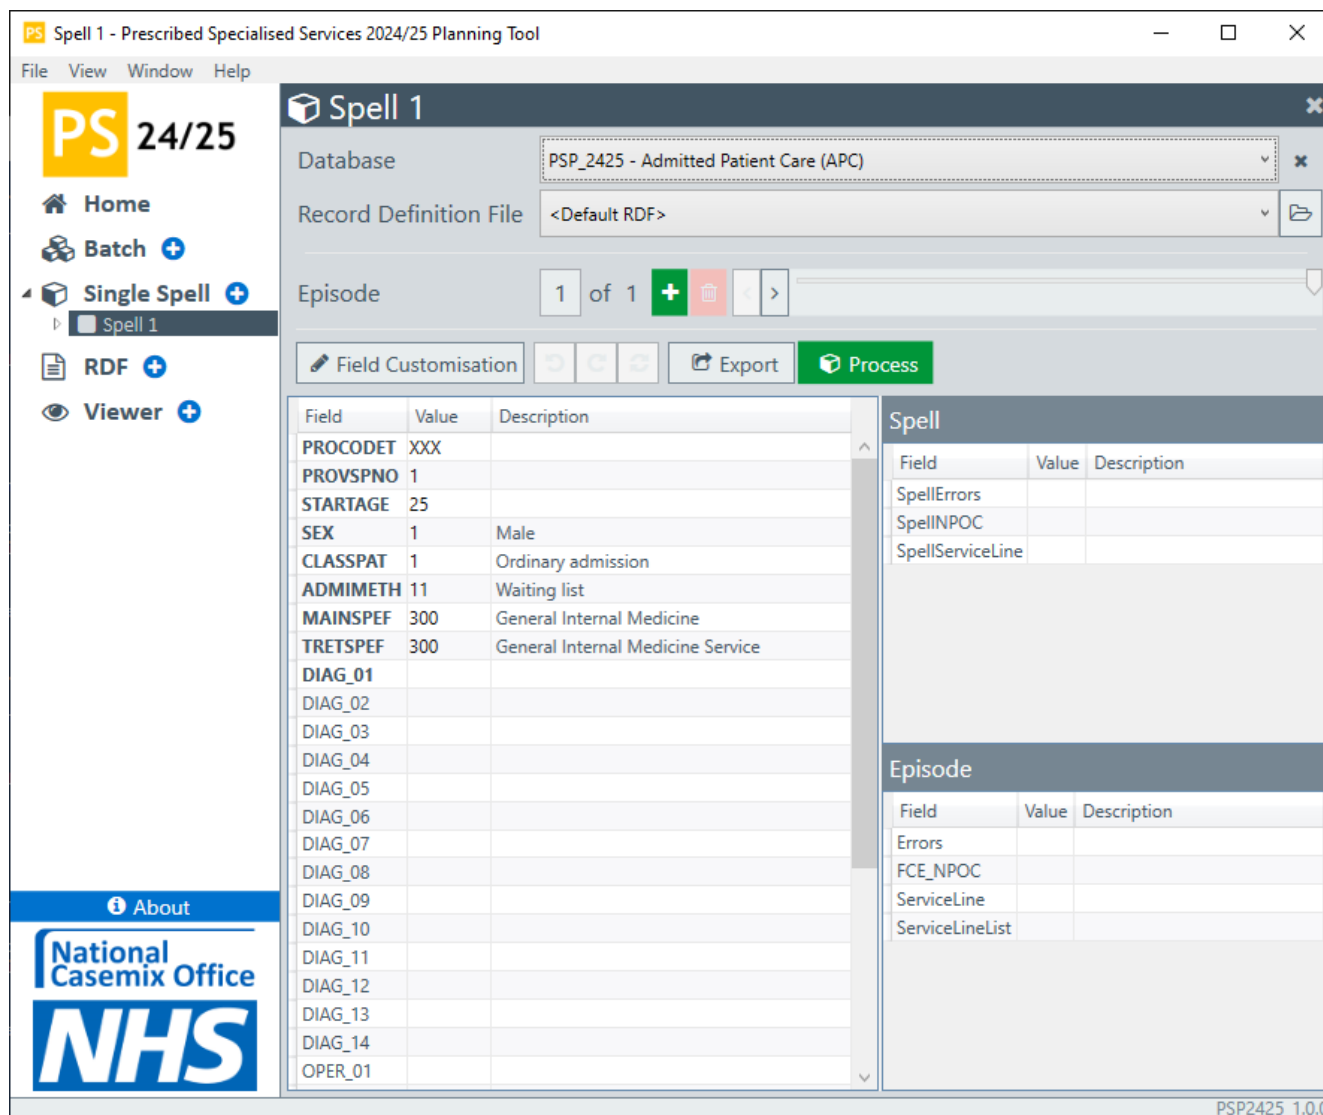 PS Spell 1 - Prescribed Specialised Services 2024/25 Planning Tool
File View Window Help
PS 24/25
Home
Batch
Single Spell
Spell 1
RDF
Viewer
About
National
Casemix Office
NHS
Spell 1
Database PSP_2425 - Admitted Patient Care (APC)
Record Definition File <Default RDF>
Episode 1 of 1
Field Customisation Export Process
Field Value Description
PROCODET XXX
PROVSPNO 1
STARTAGE 25
SEX 1 Male
CLASSPAT 1 Ordinary admission
ADMIMETH 11 Waiting list
MAINSPEF 300 General Internal Medicine
TRETSPEF 300 General Internal Medicine Service
DIAG_01
DIAG_02
DIAG_03
DIAG_04
DIAG_05
DIAG_06
DIAG_07
DIAG_08
DIAG_09
DIAG_10
DIAG_11
DIAG_12
DIAG_13
DIAG_14
OPER_01
Spell
Field Value Description
SpellErrors
SpellNPOC
SpellServiceLine
Episode
Field Value Description
Errors
FCE_NPOC
ServiceLine
ServiceLineList